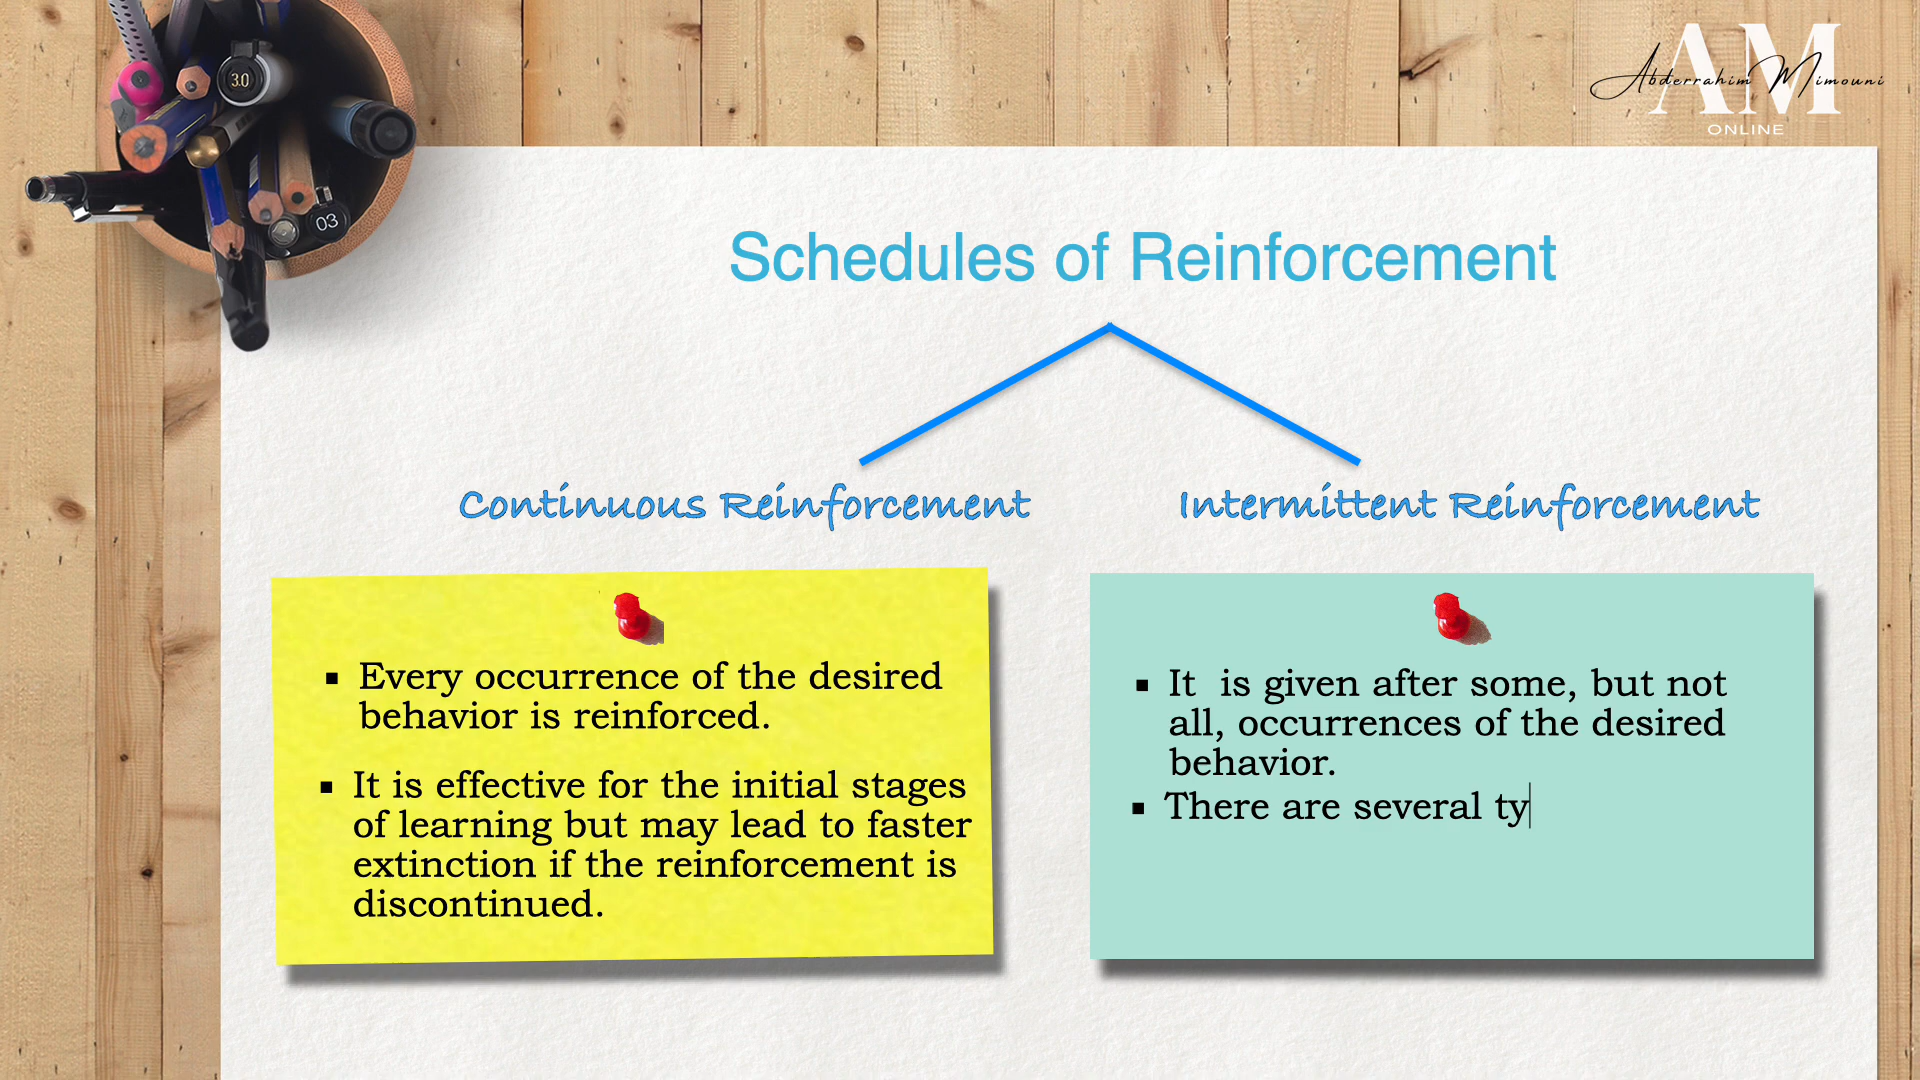 3.0
03
AM
Abderrahim Mimouni
ONLINE
Schedules of Reinforcement
Continuous Reinforcement
Intermittent Reinforcement
▪ Every occurrence of the desired
behavior is reinforced.
▪ It is effective for the initial stages
of learning but may lead to faster
extinction if the reinforcement is
discontinued.
▪ It  is given after some, but not
all, occurrences of the desired
behavior.
▪ There are several ty